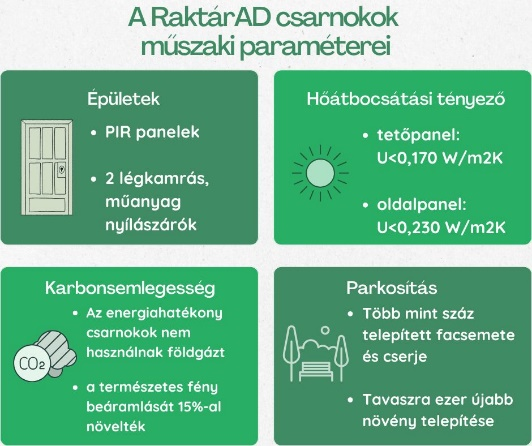 A RaktárAD csarnokok
műszaki paraméterei
Épületek
• PIR panelek
• 2 légkamrás,
műanyag
nyílászárók
Hőátbocsátási tényező
• tetőpanel:
U<0,170 W/m2K
• oldalpanel:
U<0,230 W/m2K
Karbonsemlegesség
• Az energiahatékony
csarnokok nem
használnak földgázt
• a természetes fény
beáramlását 15%-al
növelték
CO2
Parkosítás
• Több mint száz
telepített facsemete
és cserje
• Tavaszra ezer újabb
növény telepítése